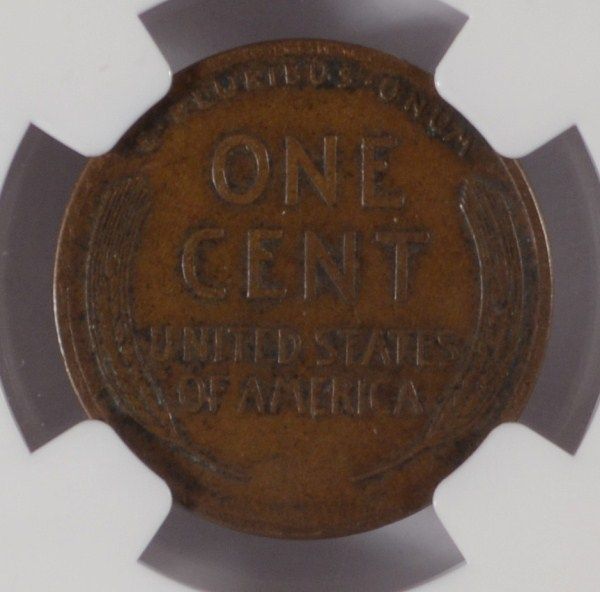 E · PLURIBUS · UNUM
ONE
CENT
UNITED STATES
OF AMERICA